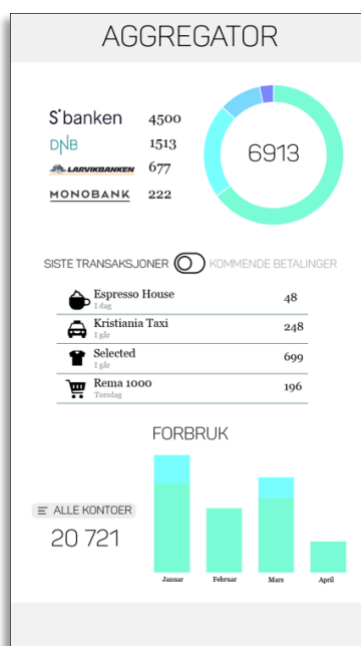 AGGREGATOR
S'banken 4500
DNB 1513
LARVIKBANKEN 677
MONOBANK 222
6913
SISTE TRANSAKSJONER KOMMENDE BETALINGER
Espresso House 48
I dag
Kristiania Taxi 248
I går
Selected 699
I går
Rema 1000 196
Torsdag
FORBRUK
ALLE KONTOER
20 721
Januar Februar Mars April